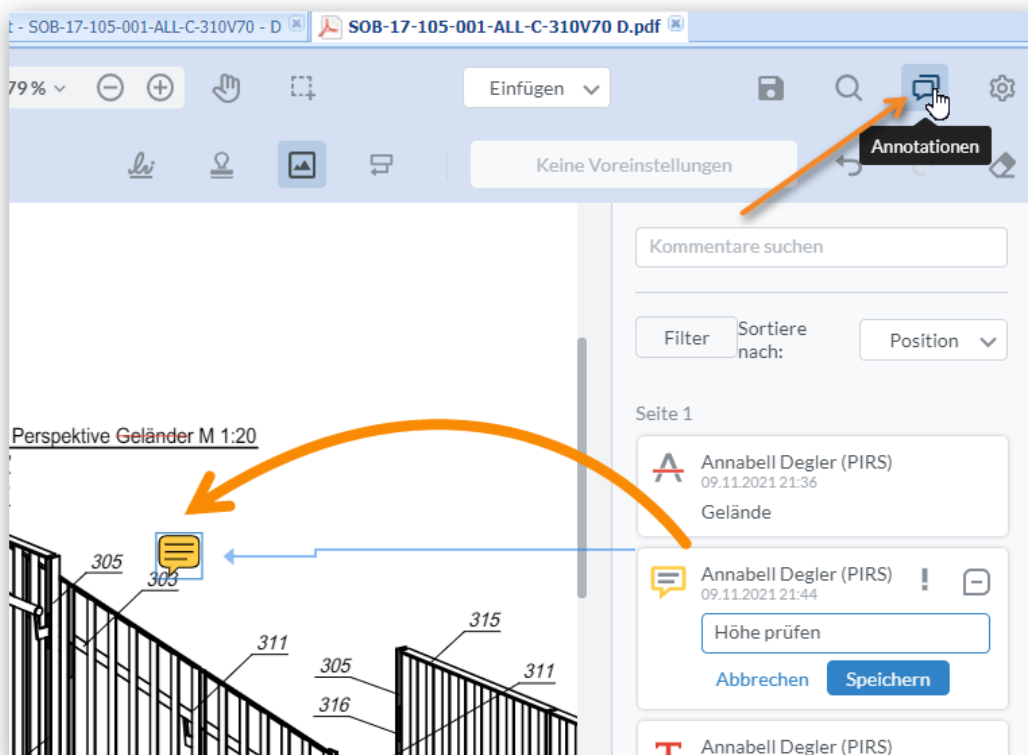 t - SOB-17-105-001-ALL-C-310V70 - D
SOB-17-105-001-ALL-C-310V70 D.pdf
79 %
Einfügen
Annotationen
Keine Voreinstellungen
Kommentare suchen
Filter
Sortiere nach:
Position
Seite 1
Perspektive Geländer M 1:20
Annabell Degler (PIRS)
09.11.2021 21:36
Gelände
Annabell Degler (PIRS)
09.11.2021 21:44
Höhe prüfen
Abbrechen
Speichern
Annabell Degler (PIRS)
305
303
311
315
305
311
316